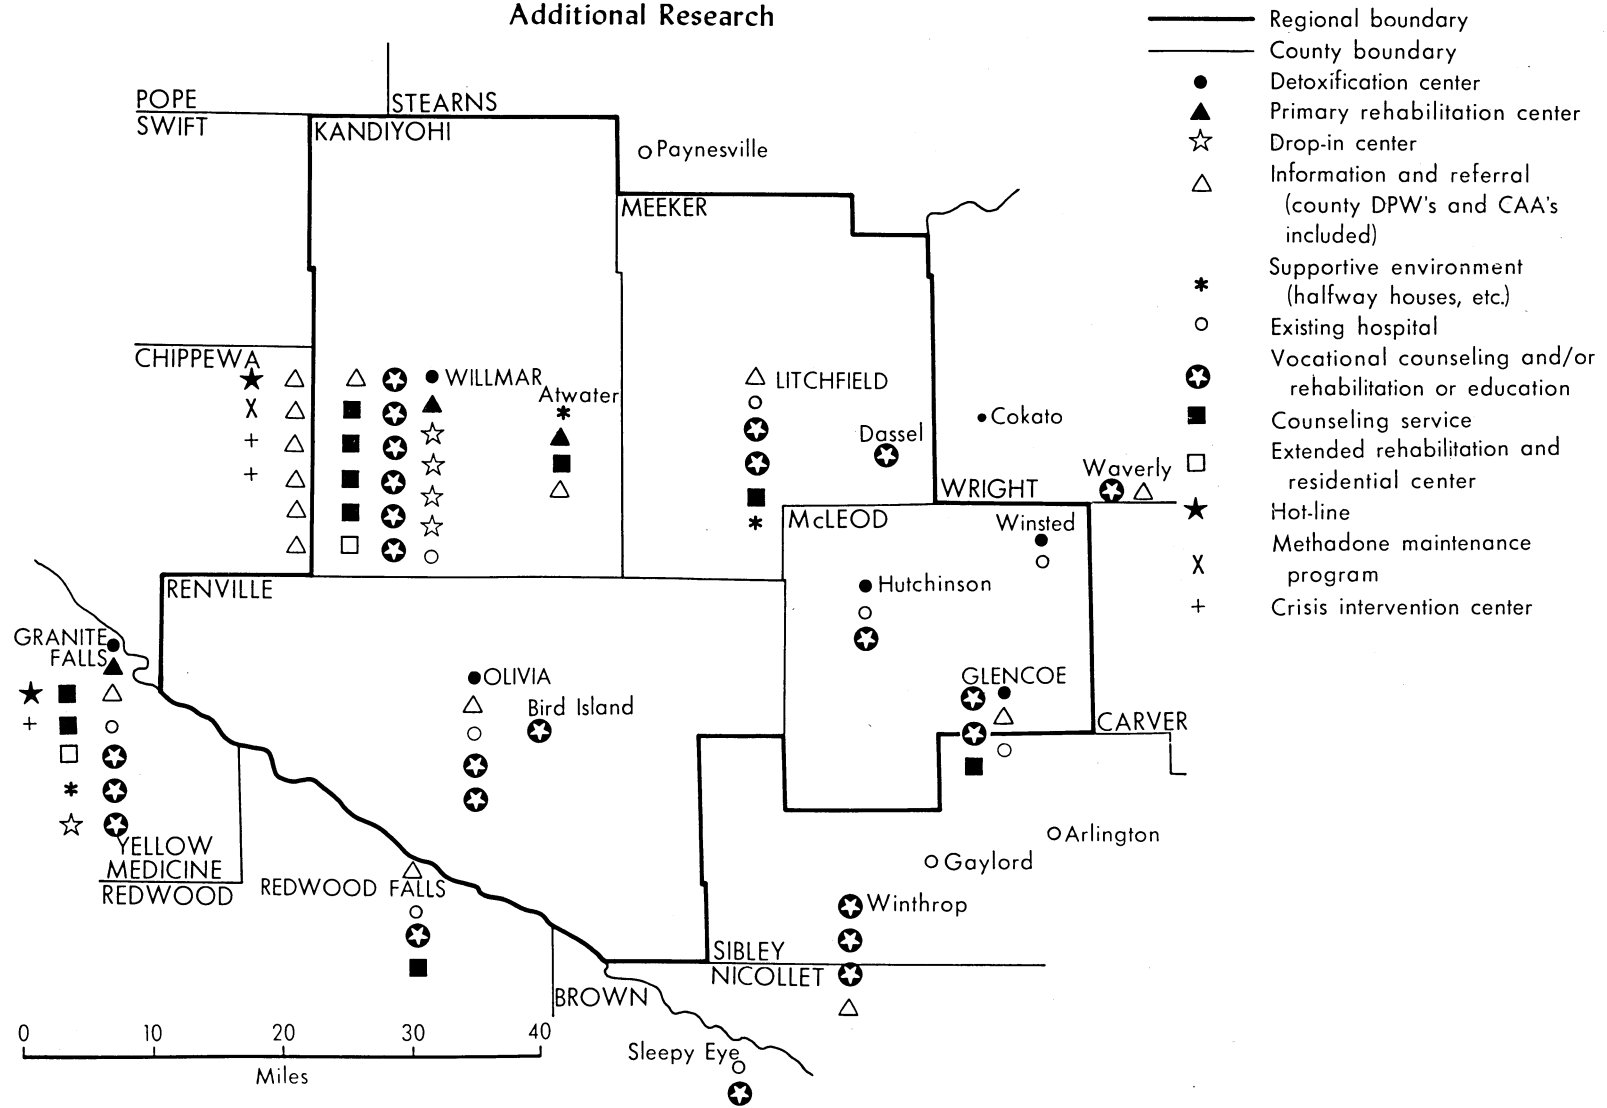 Additional Research
Regional boundary
County boundary
Detoxification center
Primary rehabilitation center
Drop-in center
Information and referral
(county DPW's and CAA's
included)
Supportive environment
(halfway houses, etc.)
Existing hospital
Vocational counseling and/or
rehabilitation or education
Counseling service
Extended rehabilitation and
residential center
Hot-line
Methadone maintenance
program
Crisis intervention center
POPE
STEARNS
SWIFT
KANDIYOHI
Paynesville
MEEKER
CHIPPEWA
WILLMAR
Atwater
LITCHFIELD
Dassel
Cokato
Waverly
WRIGHT
McLEOD
Winsted
RENVILLE
Hutchinson
GRANITE
FALLS
OLIVIA
Bird Island
GLENCOE
CARVER
YELLOW
MEDICINE
REDWOOD
REDWOOD FALLS
Arlington
Gaylord
Winthrop
SIBLEY
NICOLLET
BROWN
Sleepy Eye
0 10 20 30 40
Miles